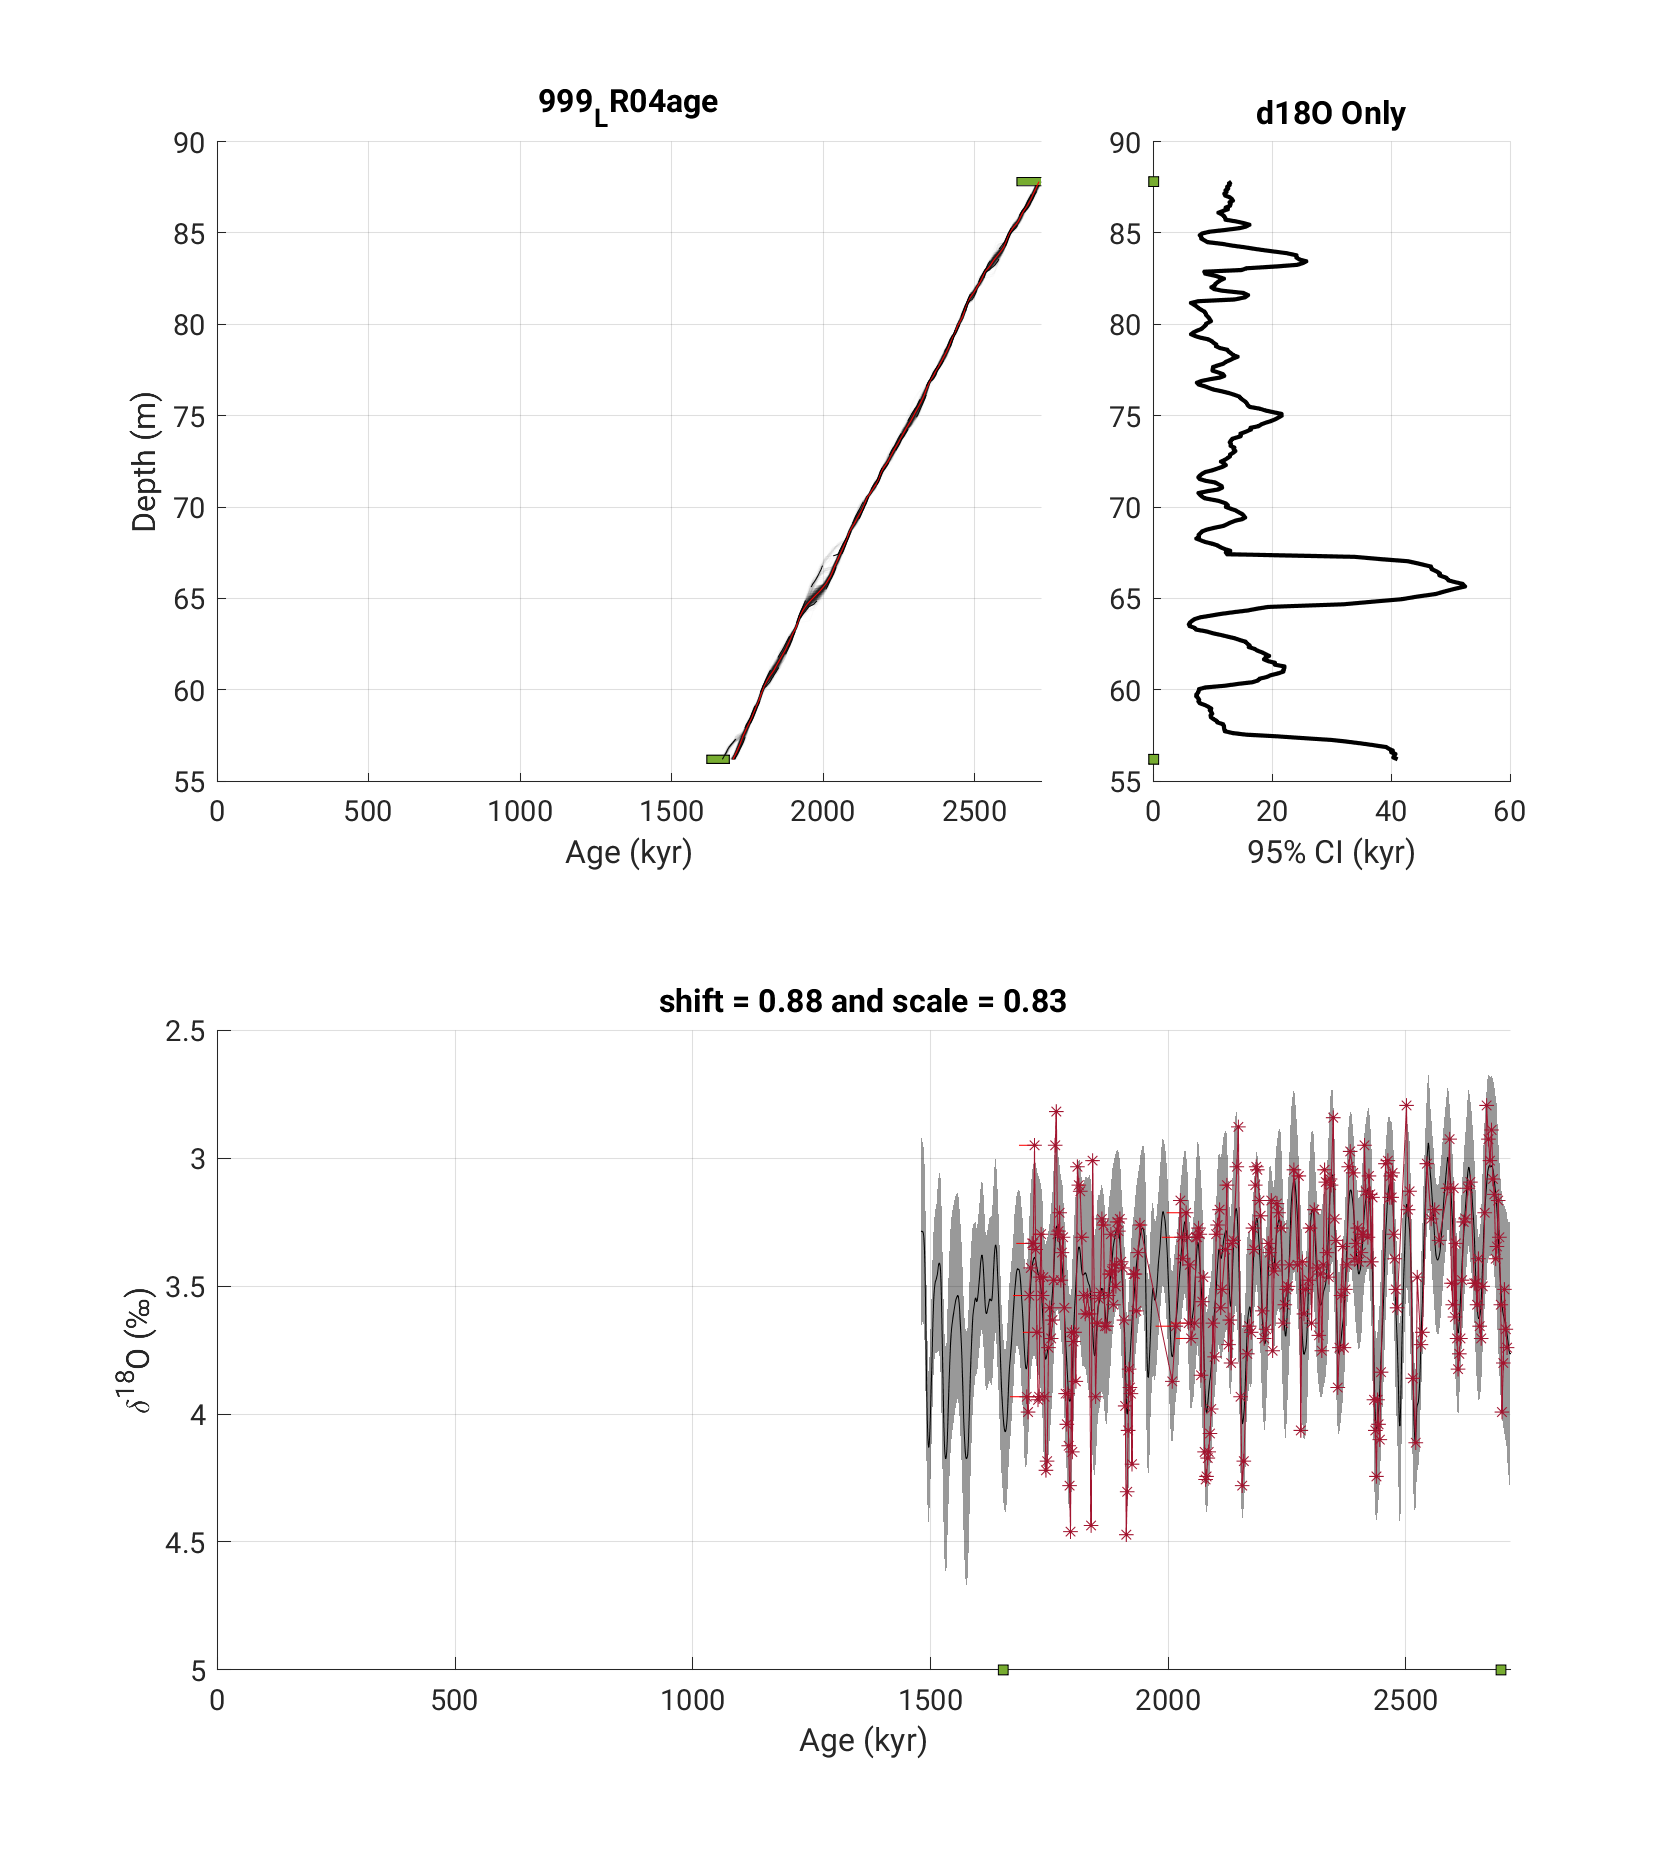 999LR04age
90
85
80
75
70
65
60
55
Depth (m)
0 500 1000 1500 2000 2500
Age (kyr)
d18O Only
90
85
80
75
70
65
60
55
0 20 40 60
95% CI (kyr)
shift = 0.88 and scale = 0.83
2.5
3
3.5
4
4.5
5
δ18O (‰)
0 500 1000 1500 2000 2500
Age (kyr)